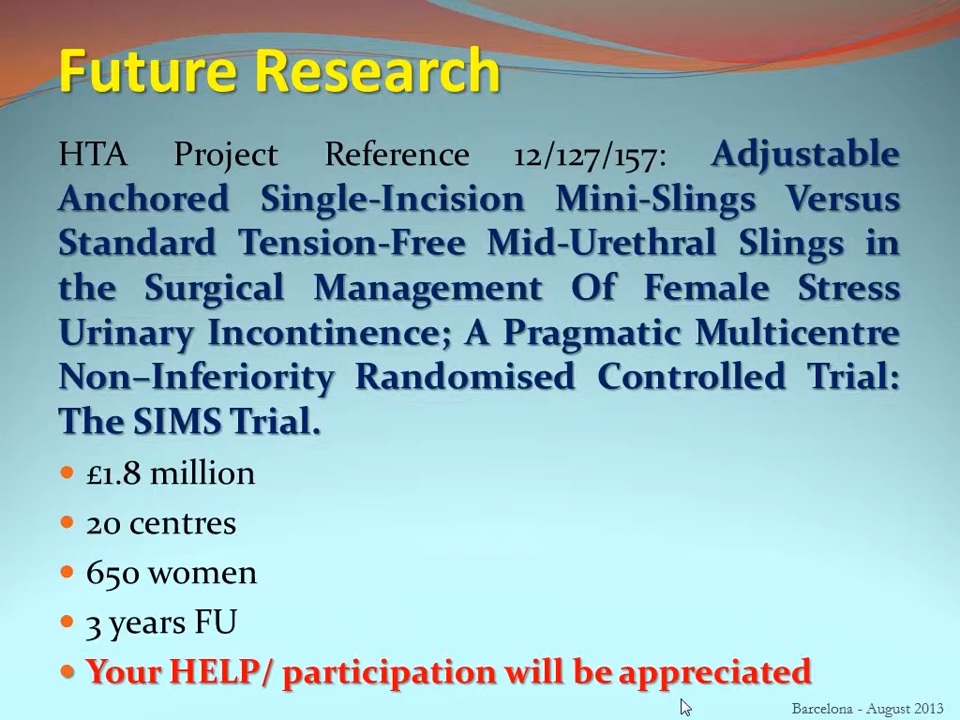 Future Research
HTA Project Reference 12/127/157: Adjustable
Anchored Single-Incision Mini-Slings Versus
Standard Tension-Free Mid-Urethral Slings in
the Surgical Management Of Female Stress
Urinary Incontinence; A Pragmatic Multicentre
Non–Inferiority Randomised Controlled Trial:
The SIMS Trial.
• £1.8 million
• 20 centres
• 650 women
• 3 years FU
• Your HELP/ participation will be appreciated
Barcelona - August 2013